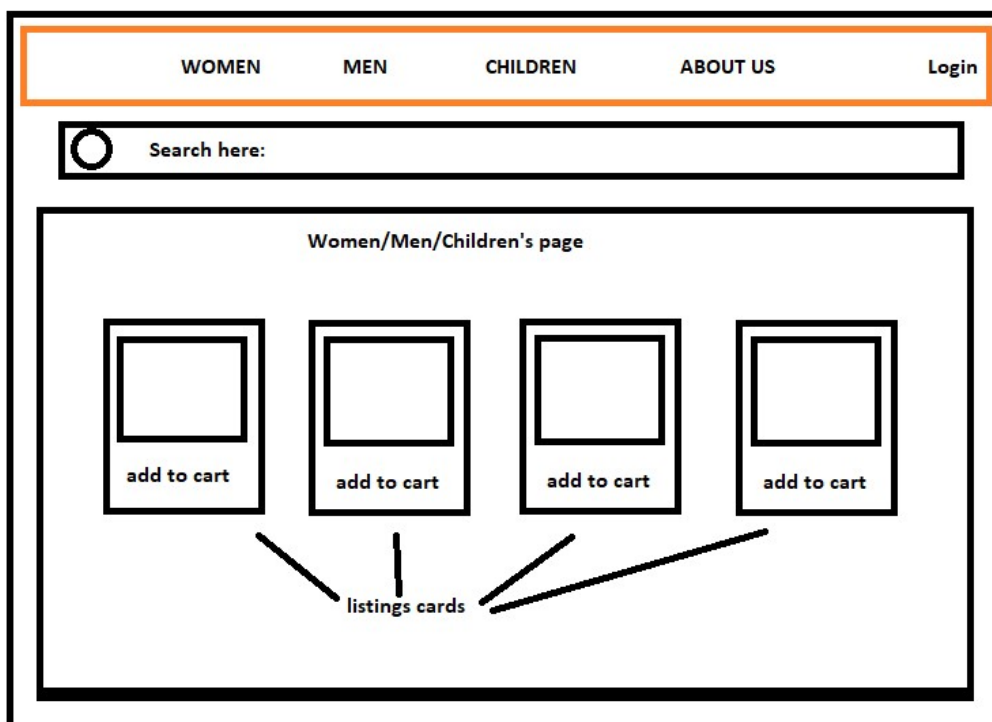 WOMEN MEN CHILDREN ABOUT US Login
Search here:
Women/Men/Children's page
add to cart add to cart add to cart add to cart
listings cards